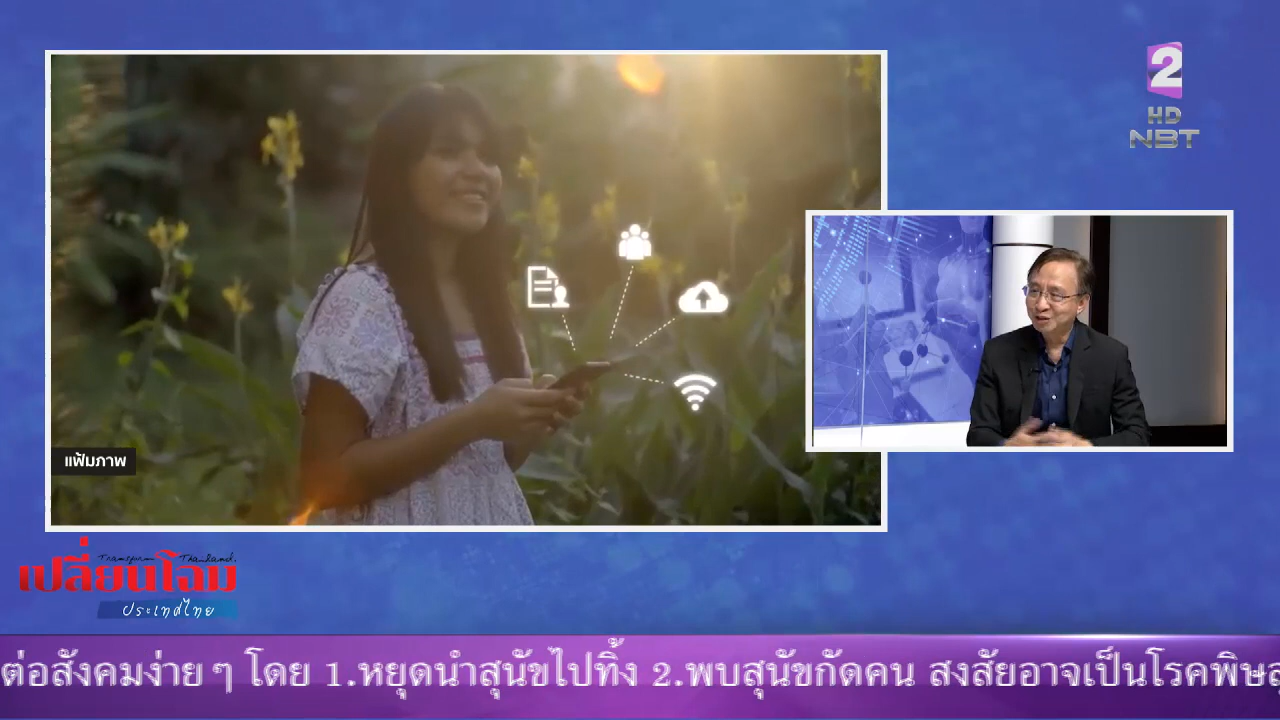 2
HD
NBT
แฟ้มภาพ
Transform Thailand.
เปลี่ยนโฉม
ประเทศไทย
ต่อสังคมง่าย ๆ โดย 1.หยุดนำสุนัขไปทิ้ง 2.พบสุนัขกัดคน สงสัยอาจเป็นโรคพิษสุ